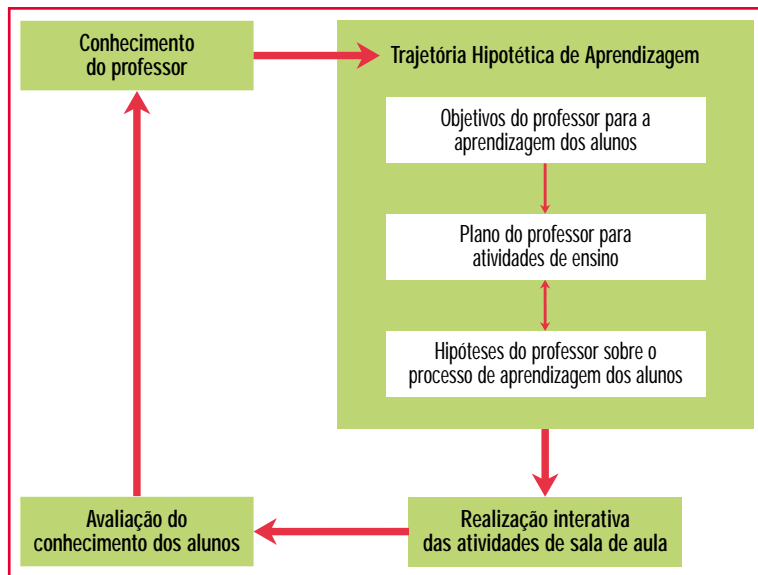 Conhecimento
do professor
Trajetória Hipotética de Aprendizagem
Objetivos do professor para a
aprendizagem dos alunos
Plano do professor para
atividades de ensino
Hipóteses do professor sobre o
processo de aprendizagem dos alunos
Avaliação do
conhecimento dos alunos
Realização interativa
das atividades de sala de aula